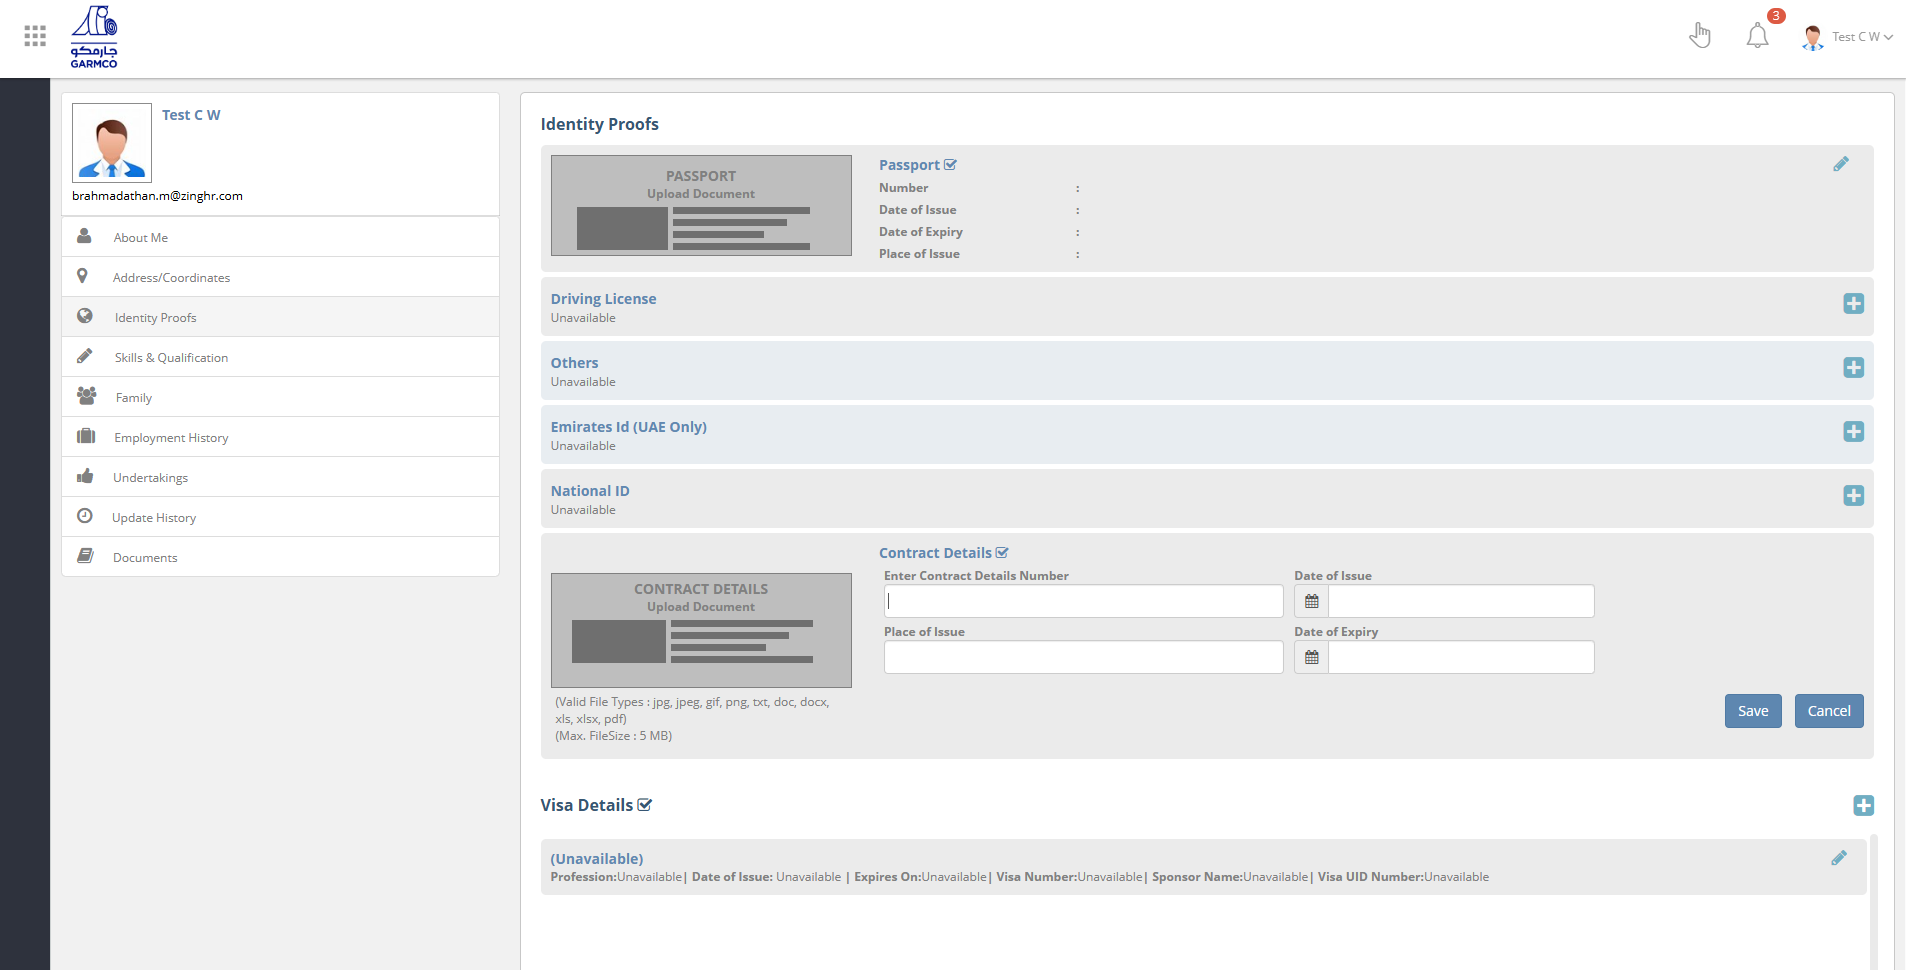 جارمكو
GARMCO
3
Test C W
Test C W
brahmadathan.m@zinghr.com
About Me
Address/Coordinates
Identity Proofs
Skills & Qualification
Family
Employment History
Undertakings
Update History
Documents
Identity Proofs
PASSPORT
Upload Document
Passport
Number :
Date of Issue :
Date of Expiry :
Place of Issue :
Driving License
Unavailable
Others
Unavailable
Emirates Id (UAE Only)
Unavailable
National ID
Unavailable
CONTRACT DETAILS
Upload Document
(Valid File Types : jpg, jpeg, gif, png, txt, doc, docx,
xls, xlsx, pdf)
(Max. FileSize : 5 MB)
Contract Details
Enter Contract Details Number
Date of Issue
Place of Issue
Date of Expiry
Save
Cancel
Visa Details
(Unavailable)
Profession:Unavailable| Date of Issue: Unavailable | Expires On:Unavailable| Visa Number:Unavailable| Sponsor Name:Unavailable| Visa UID Number:Unavailable